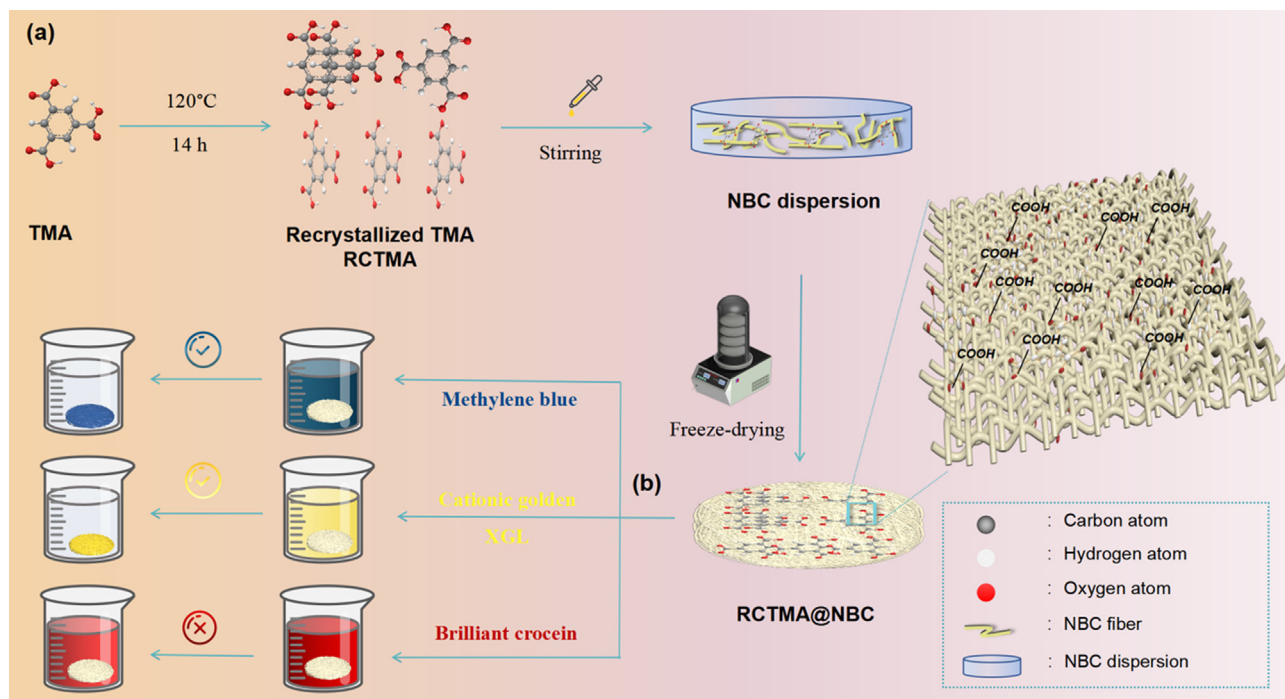 (a)
120°C
14 h
Stirring
TMA
Recrystallized TMA
RCTMA
NBC dispersion
COOH
COOH
COOH
COOH
COOH
COOH
COOH
COOH
COOH
COOH
COOH
Freeze-drying
Methylene blue
Cationic golden
XGL
Brilliant crocein
(b)
RCTMA@NBC
: Carbon atom
: Hydrogen atom
: Oxygen atom
: NBC fiber
: NBC dispersion